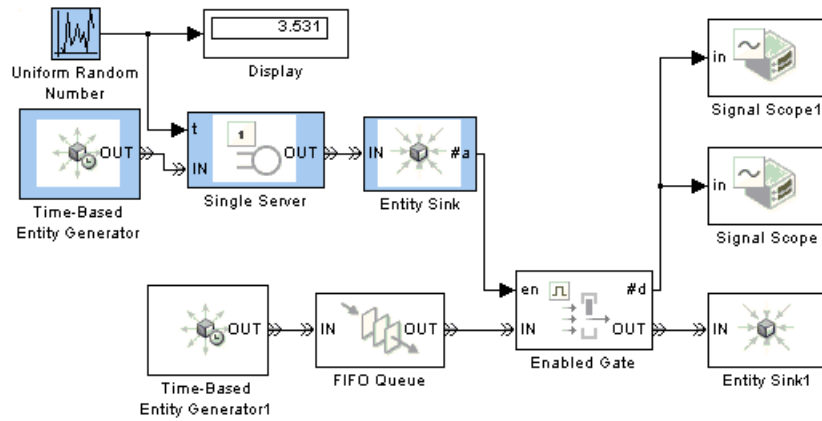 3.531
Uniform Random
Number
Display
in
Signal Scope1
t
IN
OUT
OUT
1
IN
#a
Time-Based
Entity Generator
Single Server
Entity Sink
in
Signal Scope
OUT
IN
OUT
en
#d
IN
OUT
IN
Time-Based
Entity Generator1
FIFO Queue
Enabled Gate
Entity Sink1